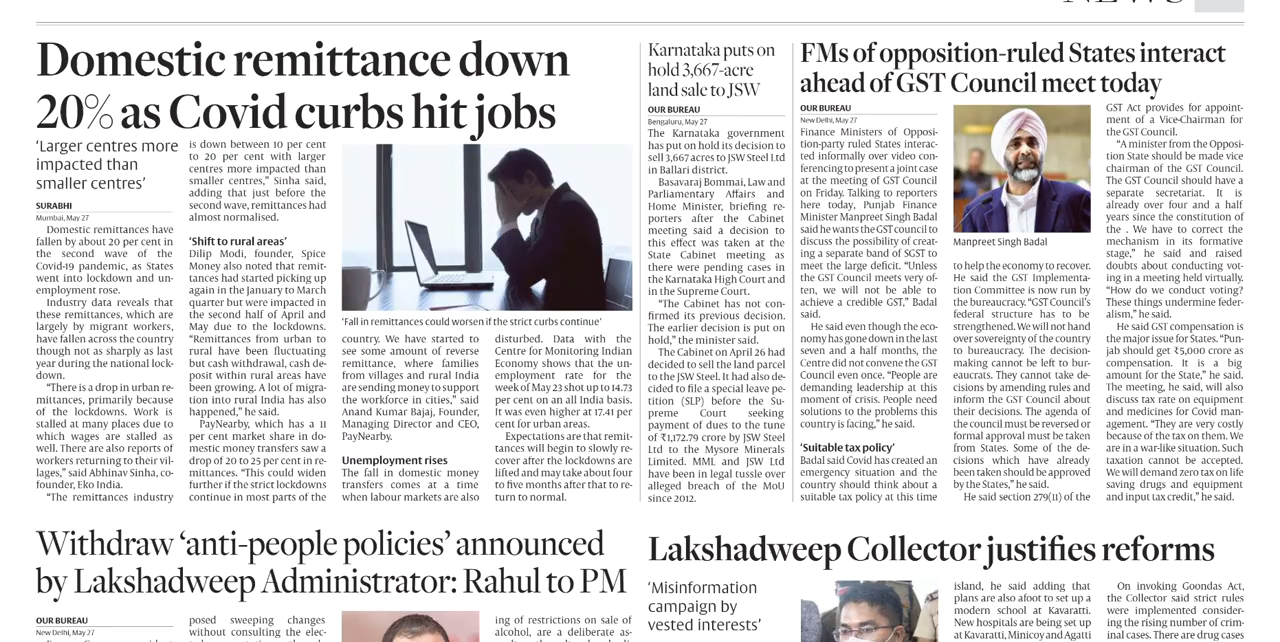 Domestic remittance down
20% as Covid curbs hit jobs
‘Larger centres more
impacted than
smaller centres’
SURABHI
Mumbai, May 27
Domestic remittances have
fallen by about 20 per cent in
the second wave of the
Covid-19 pandemic, as States
went into lockdown and un-
employment rose.
Industry data reveals that
these remittances, which are
largely by migrant workers,
have fallen across the country
though not as sharply as last
year during the national lock-
down.
“There is a drop in urban re-
mittances, primarily because
of the lockdowns. Work is
stalled at many places due to
which wages are stalled as
well. There are also reports of
workers returning to their vil-
lages,” said Abhinav Sinha, co-
founder, Eko India.
“The remittances industry
is down between 10 per cent
to 20 per cent with larger
centres more impacted than
smaller centres,” Sinha said,
adding that just before the
second wave, remittances had
almost normalised.
‘Shift to rural areas’
Dilip Modi, founder, Spice
Money also noted that remit-
tances had started picking up
again in the January to March
quarter but were impacted in
the second half of April and
May due to the lockdowns.
“Remittances from urban to
rural have been fluctuating
but cash withdrawal, cash de-
posit within rural areas have
been growing. A lot of migra-
tion into rural India has also
happened,” he said.
PayNearby, which has a 11
per cent market share in do-
mestic money transfers saw a
drop of 20 to 25 per cent in re-
mittances. “This could widen
further if the strict lockdowns
continue in most parts of the
‘Fall in remittances could worsen if the strict curbs continue’
country. We have started to
see some amount of reverse
remittance, where families
from villages and rural India
are sending money to support
the workforce in cities,” said
Anand Kumar Bajaj, Founder,
Managing Director and CEO,
PayNearby.
Unemployment rises
The fall in domestic money
transfers comes at a time
when labour markets are also
disturbed. Data with the
Centre for Monitoring Indian
Economy shows that the un-
employment rate for the
week of May 23 shot up to 14.73
per cent on an all India basis.
It was even higher at 17.41 per
cent for urban areas.
Expectations are that remit-
tances will begin to slowly re-
cover after the lockdowns are
lifted and may take about four
to five months after that to re-
turn to normal.
Karnataka puts on
hold 3,667-acre
land sale to JSW
OUR BUREAU
Bengaluru, May 27
The Karnataka government
has put on hold its decision to
sell 3,667 acres to JSW Steel Ltd
in Ballari district.
Basavaraj Bommai, Law and
Parliamentary Affairs and
Home Minister, briefing re-
porters after the Cabinet
meeting said a decision to
this effect was taken at the
State Cabinet meeting as
there were pending cases in
the Karnataka High Court and
in the Supreme Court.
“The Cabinet has not con-
firmed its previous decision.
The earlier decision is put on
hold,” the minister said.
The Cabinet on April 26 had
decided to sell the land parcel
to the JSW Steel. It had also de-
cided to file a special leave pe-
tition (SLP) before the Su-
preme Court seeking
payment of dues to the tune
of ₹1,172.79 crore by JSW Steel
Ltd to the Mysore Minerals
Limited. MML and JSW Ltd
have been in legal tussle over
alleged breach of the MoU
since 2012.
FMs of opposition-ruled States interact
ahead of GST Council meet today
OUR BUREAU
New Delhi, May 27
Finance Ministers of Opposi-
tion-party ruled States interac-
ted informally over video con-
ferencing to present a joint case
at the meeting of GST Council
on Friday. Talking to reporters
here today, Punjab Finance
Minister Manpreet Singh Badal
said he wants the GST council to
discuss the possibility of creat-
ing a separate band of SGST to
meet the large deficit. “Unless
the GST Council meets very of-
ten, we will not be able to
achieve a credible GST,” Badal
said.
He said even though the eco-
nomy has gone down in the last
seven and a half months, the
Centre did not convene the GST
Council even once. “People are
demanding leadership at this
moment of crisis. People need
solutions to the problems this
country is facing,” he said.
‘Suitable tax policy’
Badal said Covid has created an
emergency situation and the
country should think about a
suitable tax policy at this time
Manpreet Singh Badal
to help the economy to recover.
He said the GST Implementa-
tion Committee is now run by
the bureaucracy. “GST Council’s
federal structure has to be
strengthened. We will not hand
over sovereignty of the country
to bureaucracy. The decision-
making cannot be left to bur-
eaucrats. They cannot take de-
cisions by amending rules and
inform the GST Council about
their decisions. The agenda of
the council must be reversed or
formal approval must be taken
from States. Some of the de-
cisions which have already
been taken should be approved
by the States,” he said.
He said section 279(11) of the
GST Act provides for appoint-
ment of a Vice-Chairman for
the GST Council.
“A minister from the Opposi-
tion State should be made vice
chairman of the GST Council.
The GST Council should have a
separate secretariat. It is
already over four and a half
years since the constitution of
the . We have to correct the
mechanism in its formative
stage,” he said and raised
doubts about conducting vot-
ing in a meeting held virtually.
“How do we conduct voting?
These things undermine feder-
alism,” he said.
He said GST compensation is
the major issue for States. “Pun-
jab should get ₹5,000 crore as
compensation. It is a big
amount for the State,” he said.
The meeting, he said, will also
discuss tax rate on equipment
and medicines for Covid man-
agement. “They are very costly
because of the tax on them. We
are in a war-like situation. Such
taxation cannot be accepted.
We will demand zero tax on life
saving drugs and equipment
and input tax credit,” he said.
Withdraw ‘anti-people policies’ announced
by Lakshadweep Administrator: Rahul to PM
OUR BUREAU
New Delhi, May 27
posed sweeping changes
without consulting the elec-
ing of restrictions on sale of
alcohol, are a deliberate as-
Lakshadweep Collector justifies reforms
‘Misinformation
campaign by
vested interests’
island, he said adding that
plans are also afoot to set up a
modern school at Kavaratti.
New hospitals are being set up
at Kavaratti, Minicoy and Agatti
On invoking Goondas Act,
the Collector said strict rules
were implemented consider-
ing the rising number of crim-
inal cases. There are drug cases